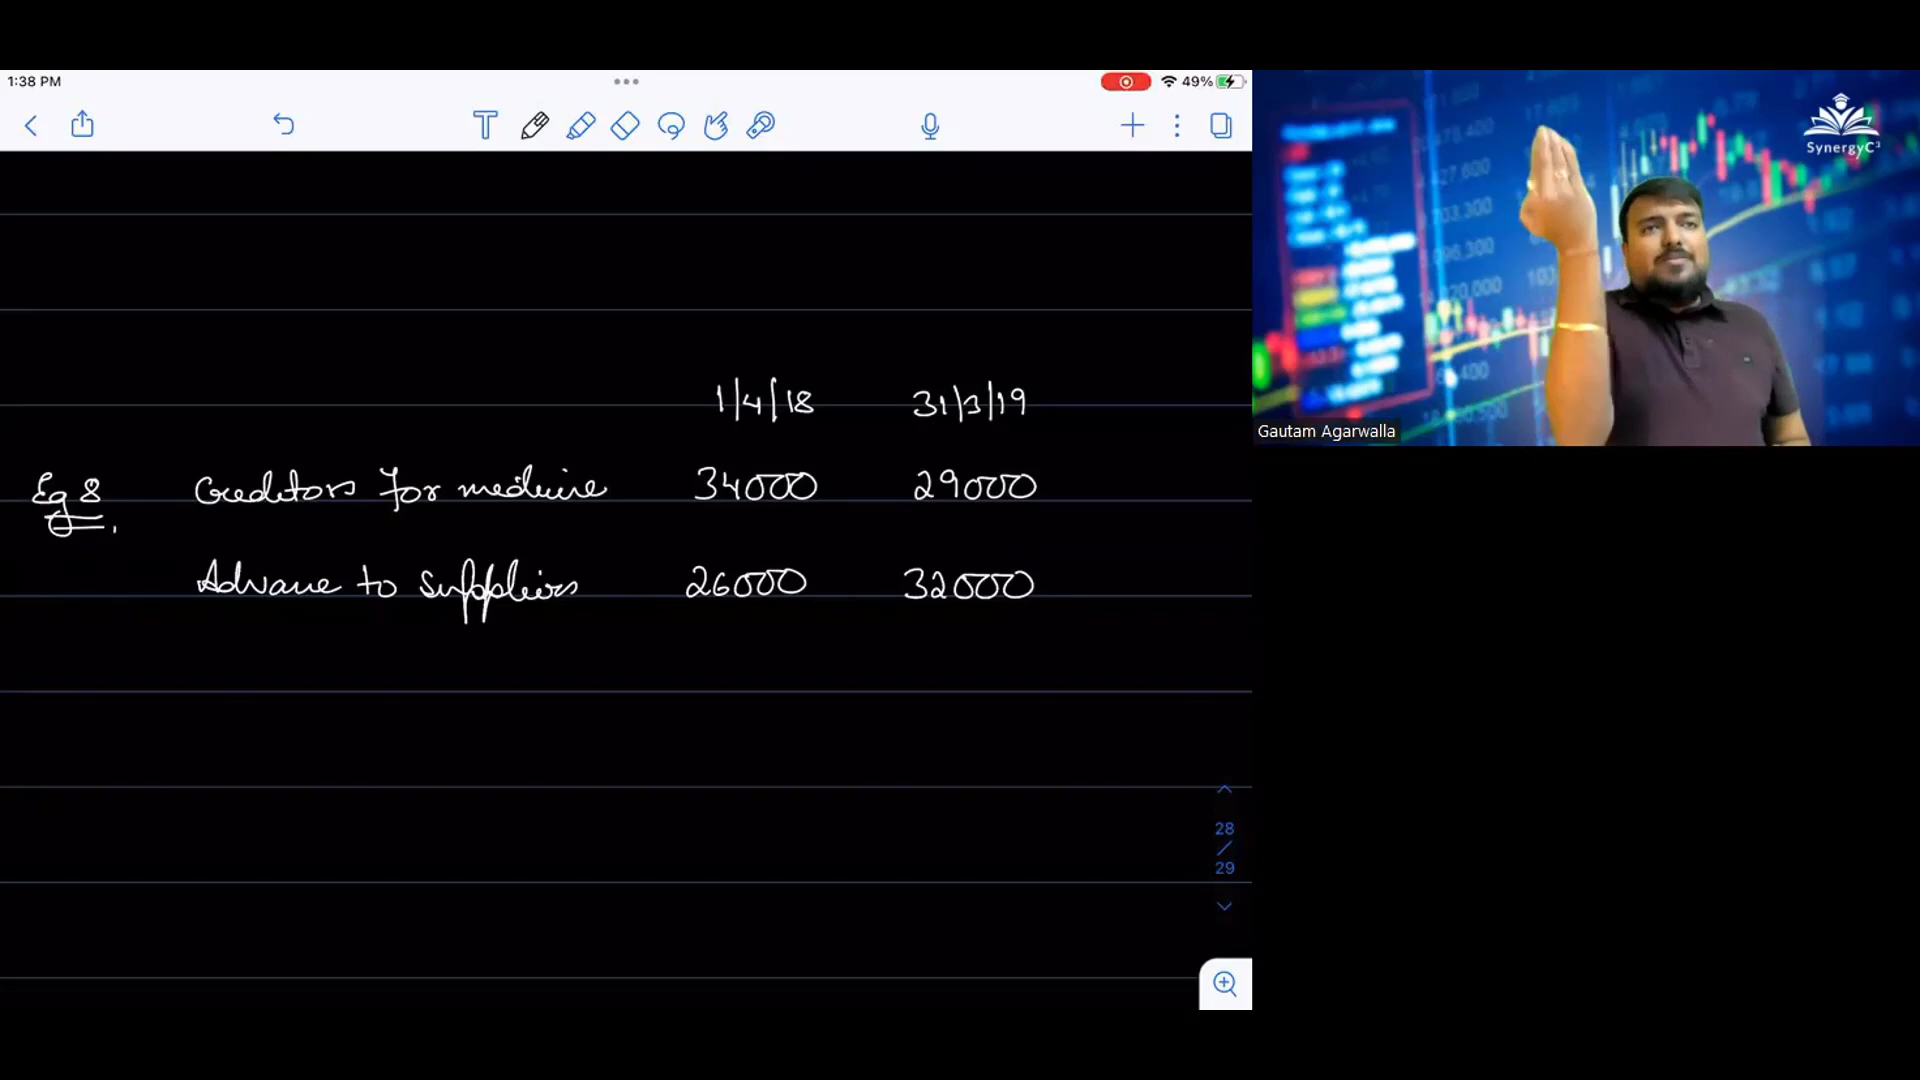 1:38 PM
49%
SynergyC³
1/4/18 31/3/19
Eg 8. Creditors for medicine 34000 29000
Advance to suppliers 26000 32000
Gautam Agarwalla
28
/
29